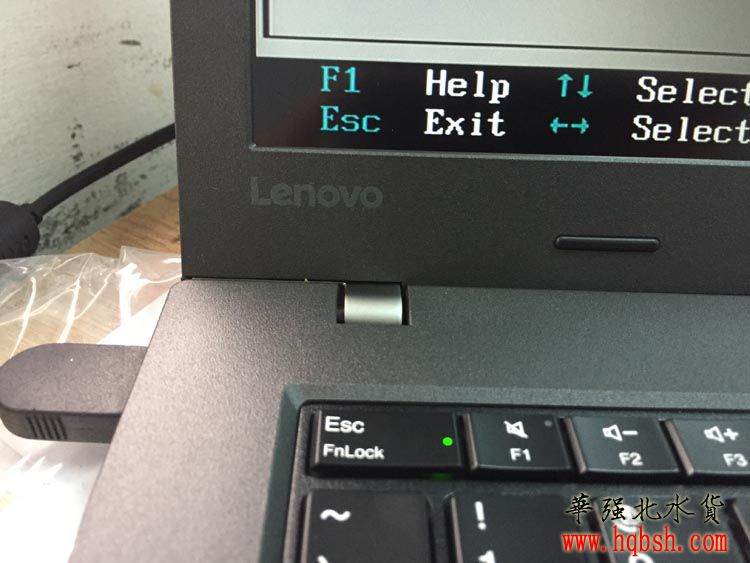 F1 Help ↑↓ Select
Esc Exit ←→ Select
Lenovo
Esc
FnLock
F1
F2
F3
~
!
華强北水貨
www.hqbsh.com